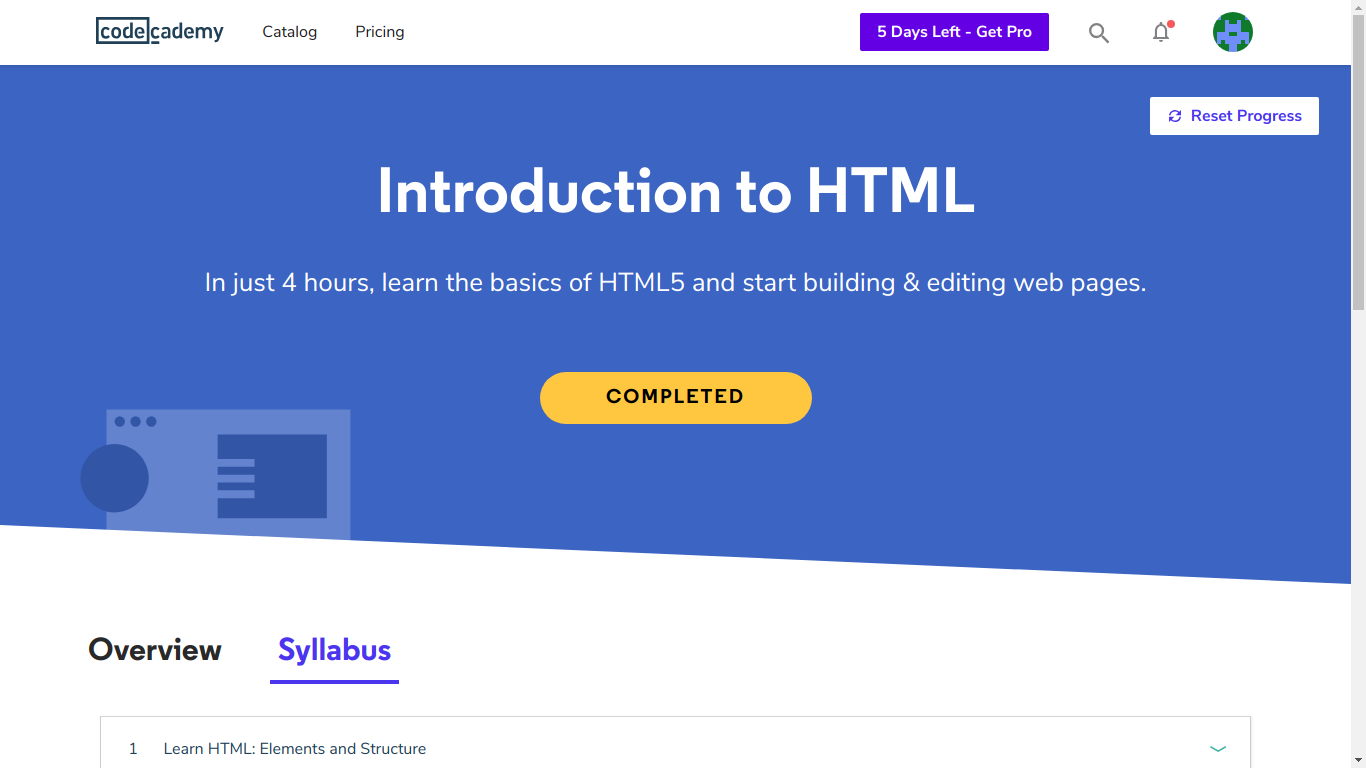 codecademy
Catalog
Pricing
5 Days Left - Get Pro
Reset Progress
Introduction to HTML
In just 4 hours, learn the basics of HTML5 and start building & editing web pages.
COMPLETED
Overview
Syllabus
1 Learn HTML: Elements and Structure